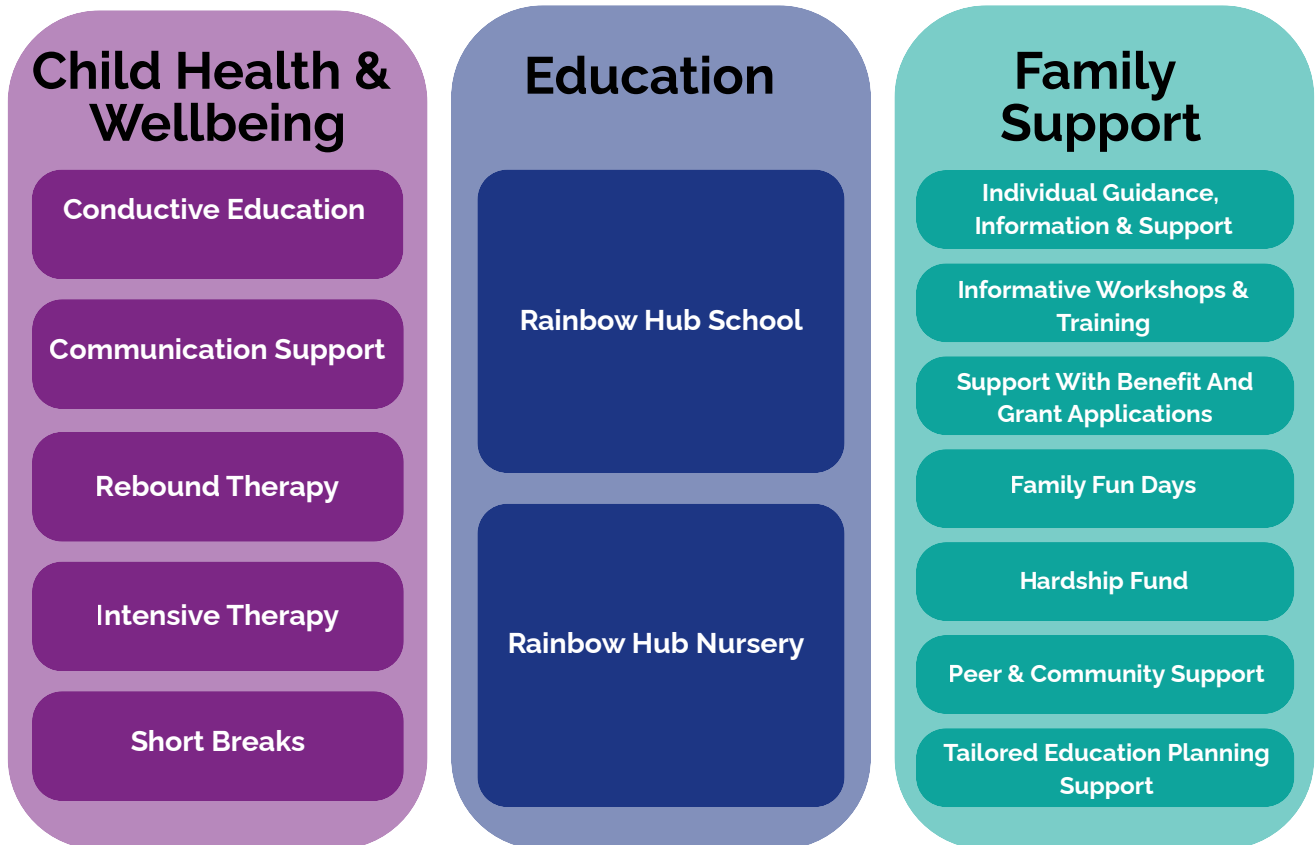 Child Health &
Wellbeing
Conductive Education
Communication Support
Rebound Therapy
Intensive Therapy
Short Breaks
Education
Rainbow Hub School
Rainbow Hub Nursery
Family
Support
Individual Guidance,
Information & Support
Informative Workshops &
Training
Support With Benefit And
Grant Applications
Family Fun Days
Hardship Fund
Peer & Community Support
Tailored Education Planning
Support